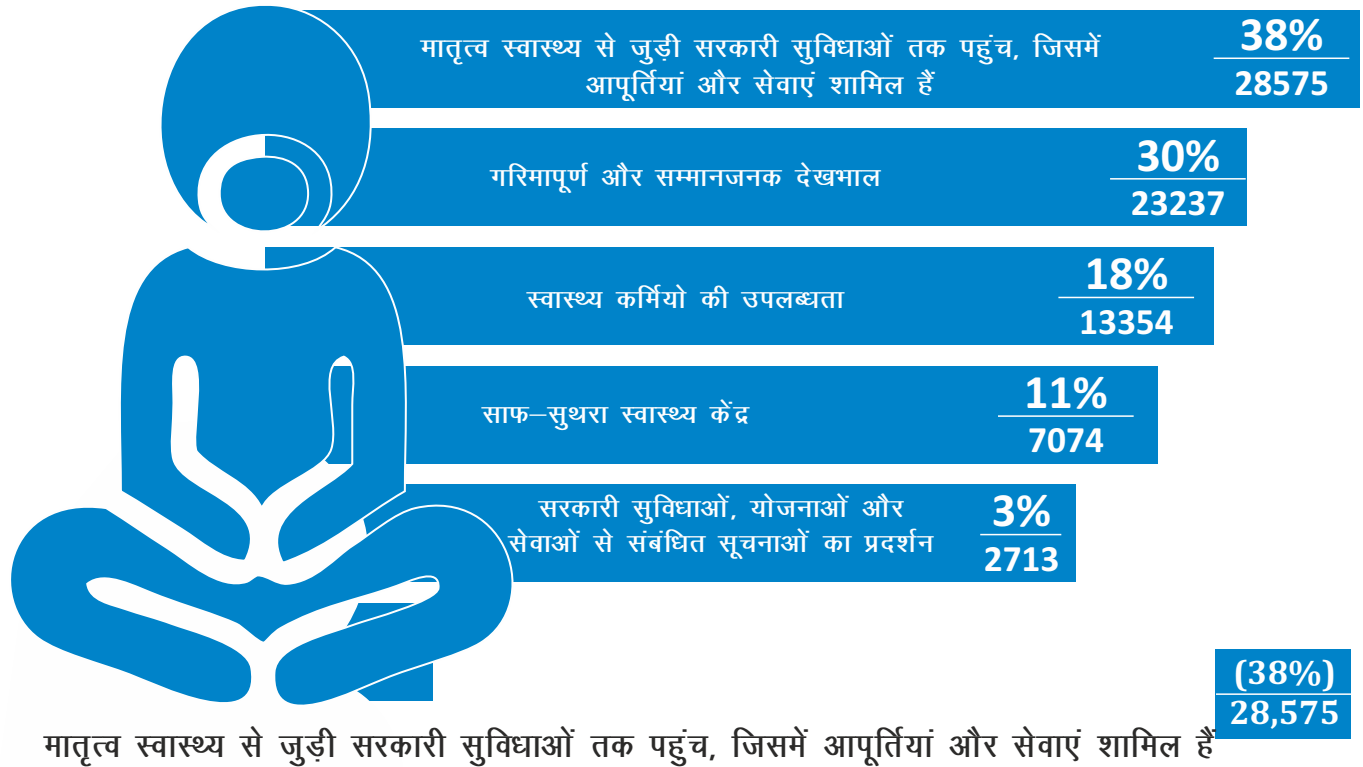 मातृत्व स्वास्थ्य से जुड़ी सरकारी सुविधाओं तक पहुंच, जिसमें
आपूर्तियां और सेवाएं शामिल हैं
38%
28575
गरिमापूर्ण और सम्मानजनक देखभाल
30%
23237
स्वास्थ्य कर्मियो की उपलब्धता
18%
13354
साफ–सुथरा स्वास्थ्य केंद्र
11%
7074
सरकारी सुविधाओं, योजनाओं और
सेवाओं से संबंधित सूचनाओं का प्रदर्शन
3%
2713
(38%)
28,575
मातृत्व स्वास्थ्य से जुड़ी सरकारी सुविधाओं तक पहुंच, जिसमें आपूर्तियां और सेवाएं शामिल हैं